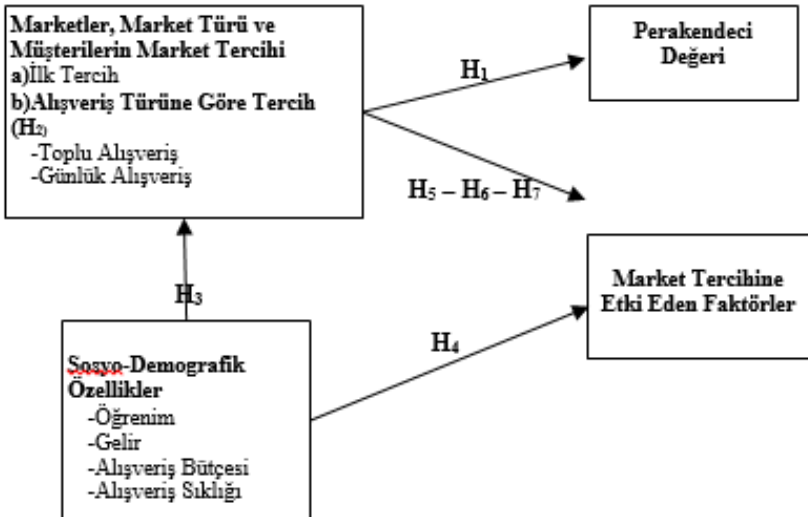 Marketler, Market Türü ve
Müşterilerin Market Tercihi
a)İlk Tercih
b)Alışveriş Türüne Göre Tercih
(H2)
-Toplu Alışveriş
-Günlük Alışveriş
H1
Perakendeci
Değeri
H5 – H6 – H7
H3
Market Tercihine
Etki Eden Faktörler
H4
Sosyo-Demografik
Özellikler
-Öğrenim
-Gelir
-Alışveriş Bütçesi
-Alışveriş Sıklığı